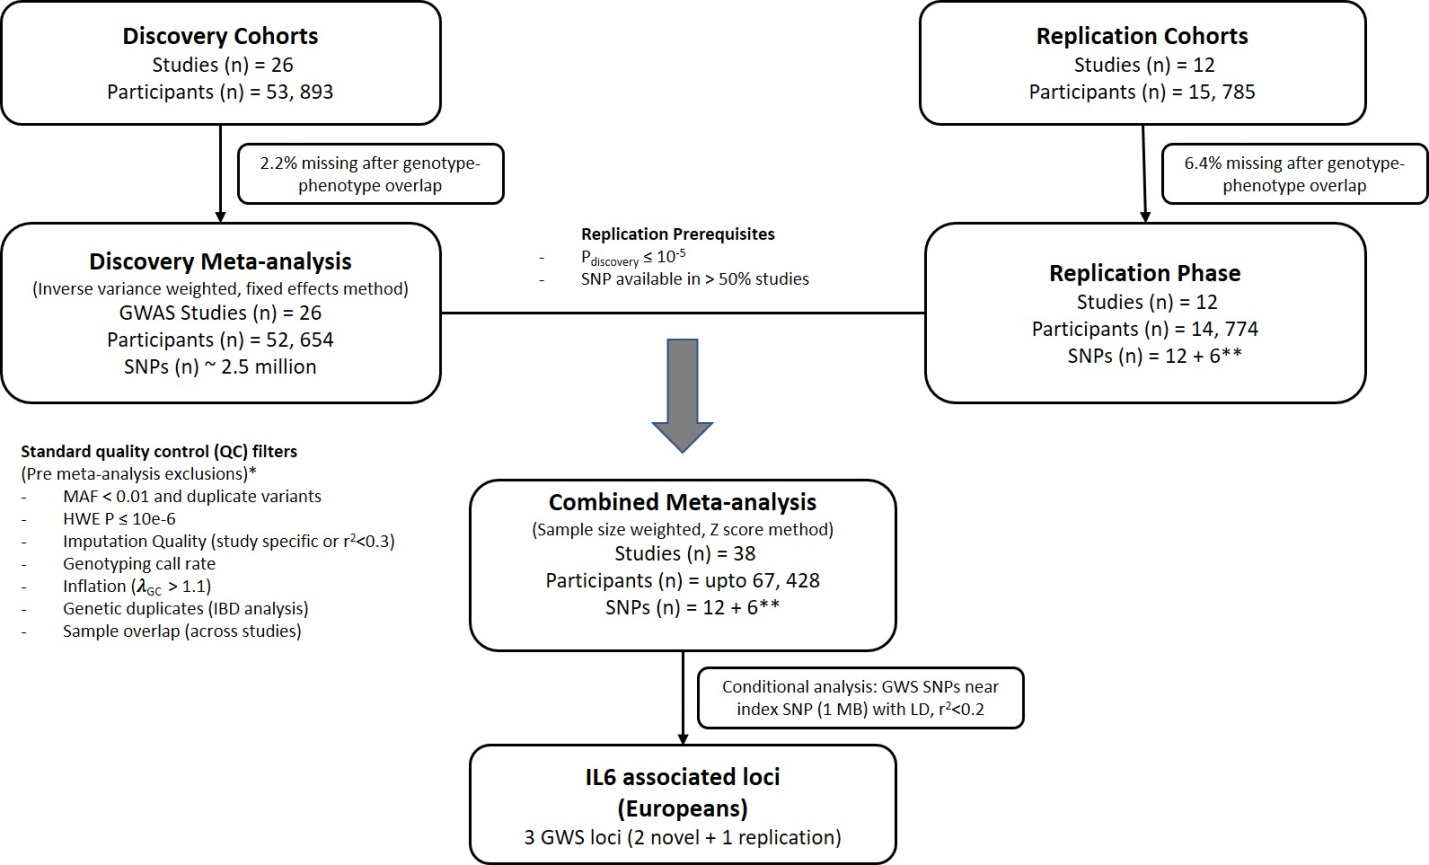 Discovery Cohorts
Studies (n) = 26
Participants (n) = 53, 893
Replication Cohorts
Studies (n) = 12
Participants (n) = 15, 785
2.2% missing after genotype-
phenotype overlap
6.4% missing after genotype-
phenotype overlap
Discovery Meta-analysis
(Inverse variance weighted, fixed effects method)
GWAS Studies (n) = 26
Participants (n) = 52, 654
SNPs (n) ~ 2.5 million
Replication Prerequisites
- P_discovery ≤ 10^-5
- SNP available in > 50% studies
Replication Phase
Studies (n) = 12
Participants (n) = 14, 774
SNPs (n) = 12 + 6**
Standard quality control (QC) filters
(Pre meta-analysis exclusions)*
- MAF < 0.01 and duplicate variants
- HWE P ≤ 10e-6
- Imputation Quality (study specific or r²<0.3)
- Genotyping call rate
- Inflation (λGC > 1.1)
- Genetic duplicates (IBD analysis)
- Sample overlap (across studies)
Combined Meta-analysis
(Sample size weighted, Z score method)
Studies (n) = 38
Participants (n) = upto 67, 428
SNPs (n) = 12 + 6**
Conditional analysis: GWS SNPs near
index SNP (1 MB) with LD, r²<0.2
IL6 associated loci
(Europeans)
3 GWS loci (2 novel + 1 replication)